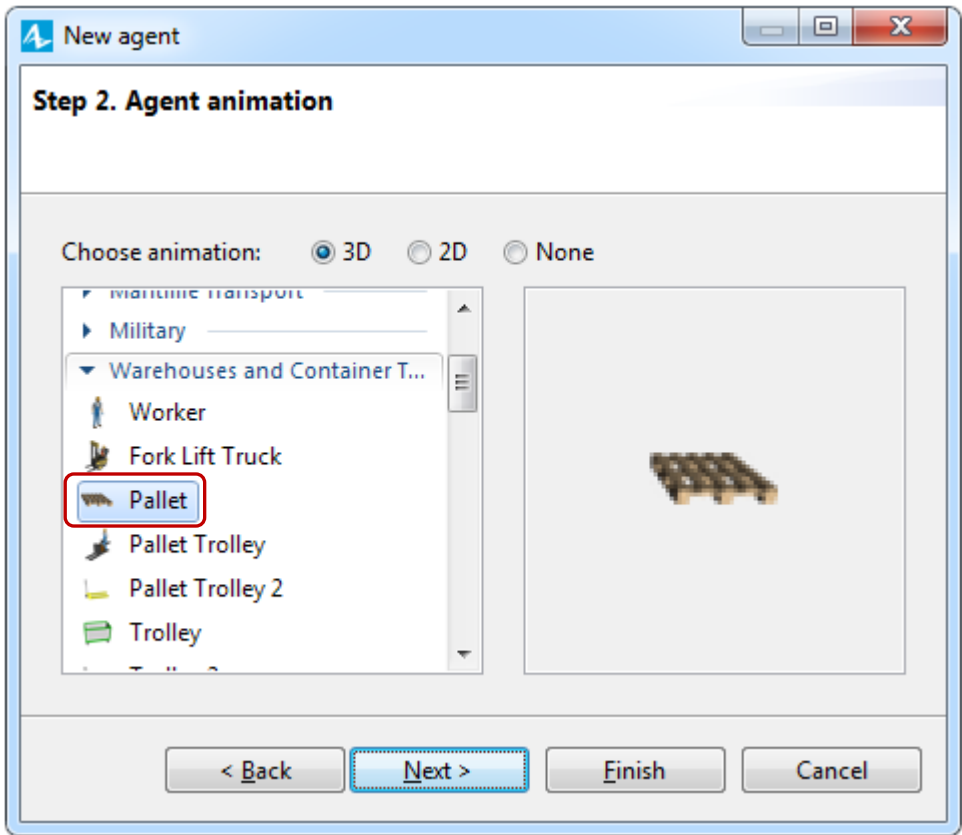 New agent
Step 2. Agent animation
Choose animation: 3D 2D None
Military
Warehouses and Container T...
Worker
Fork Lift Truck
Pallet
Pallet Trolley
Pallet Trolley 2
Trolley
< Back Next > Finish Cancel